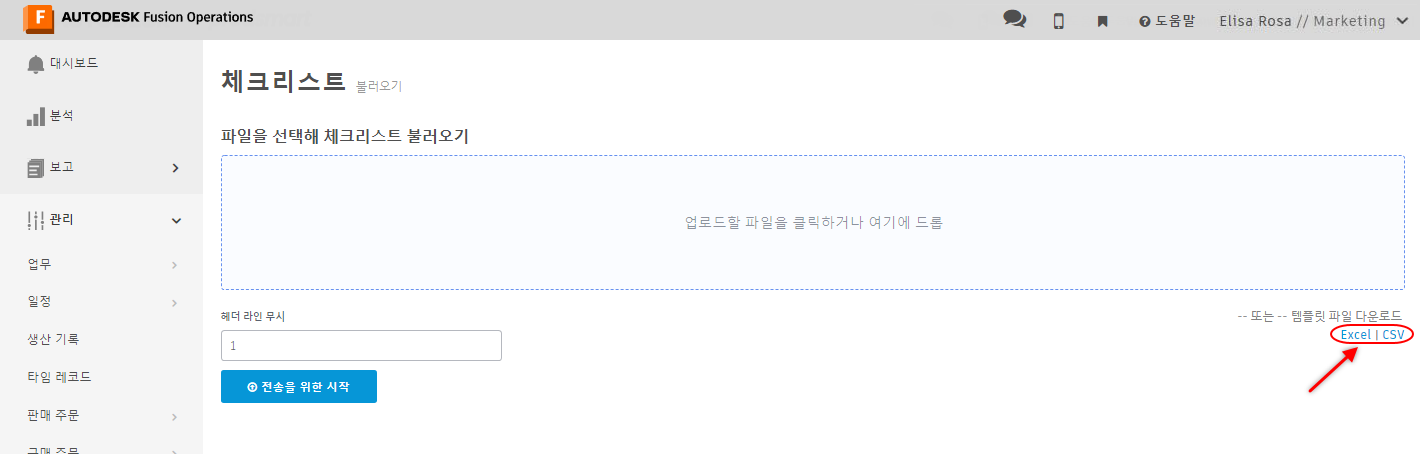 F AUTODESK Fusion Operations
도움말
Elisa Rosa // Marketing
대시보드
분석
보고
관리
업무
일정
생산 기록
타임 레코드
판매 주문
구매 주문
체크리스트 불러오기
파일을 선택해 체크리스트 불러오기
업로드할 파일을 클릭하거나 여기에 드롭
헤더 라인 무시
1
전송을 위한 시작
-- 또는 -- 템플릿 파일 다운로드
Excel | CSV